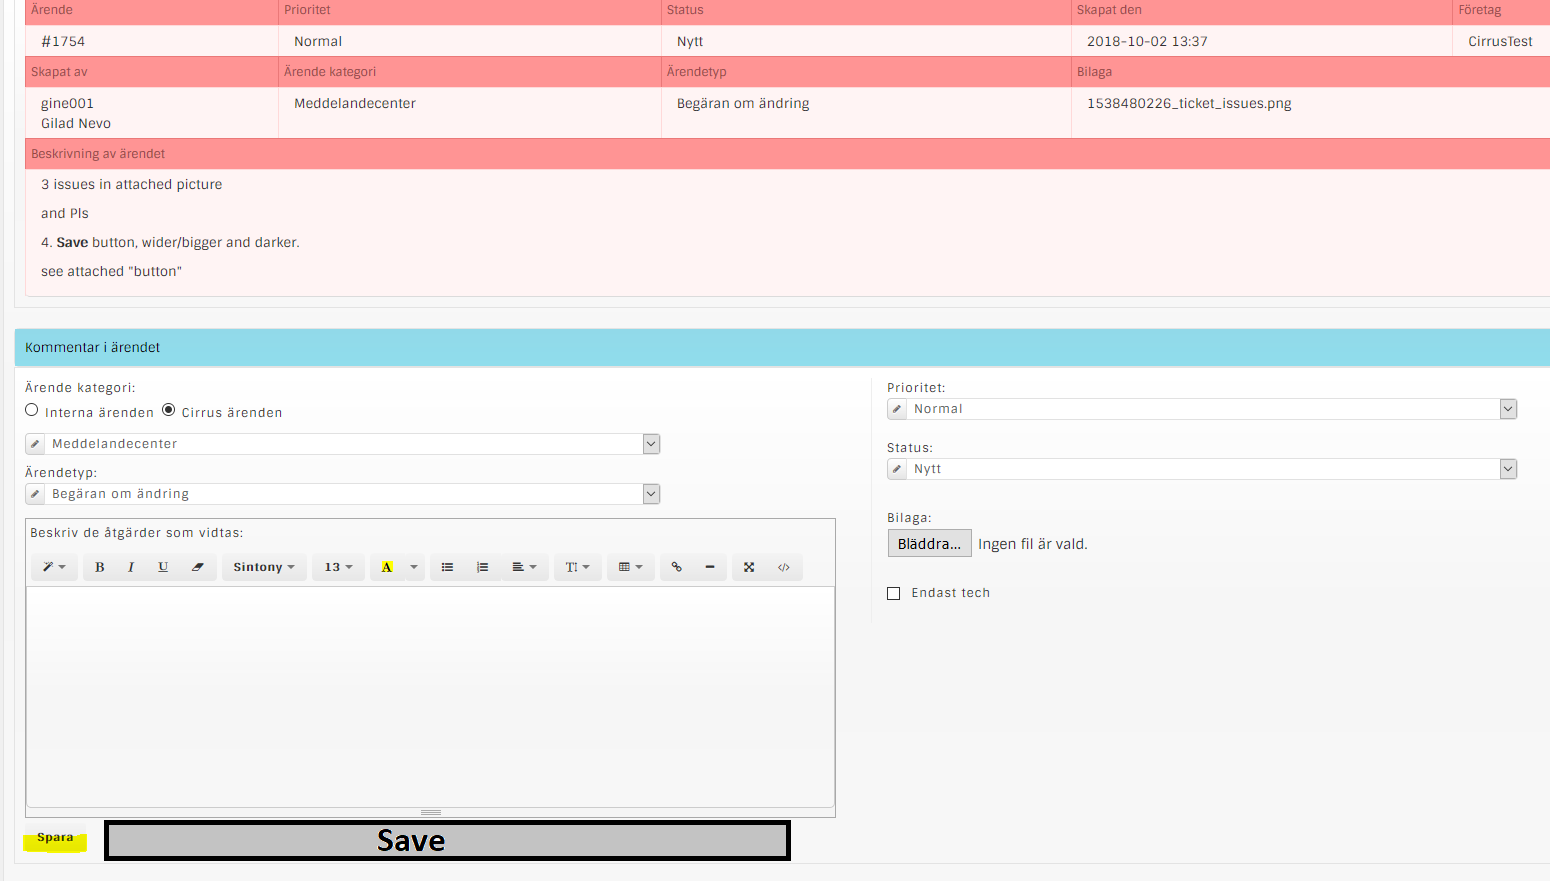 Ärende Prioritet Status Skapat den Företag
#1754 Normal Nytt 2018-10-02 13:37 CirrusTest
Skapat av Ärende kategori Ärendetyp Bilaga
gine001 Meddelandecenter Begäran om ändring 1538480226_ticket_issues.png
Gilad Nevo
Beskrivning av ärendet
3 issues in attached picture
and Pls
4. Save button, wider/bigger and darker.
see attached "button"
Kommentar i ärendet
Ärende kategori:
Interna ärenden Cirrus ärenden
Meddelandecenter
Ärendetyp:
Begäran om ändring
Prioritet:
Normal
Status:
Nytt
Bilaga:
Bläddra... Ingen fil är vald.
Endast tech
Beskriv de åtgärder som vidtas:
B I U Sintony 13 A T! </>
Spara Save